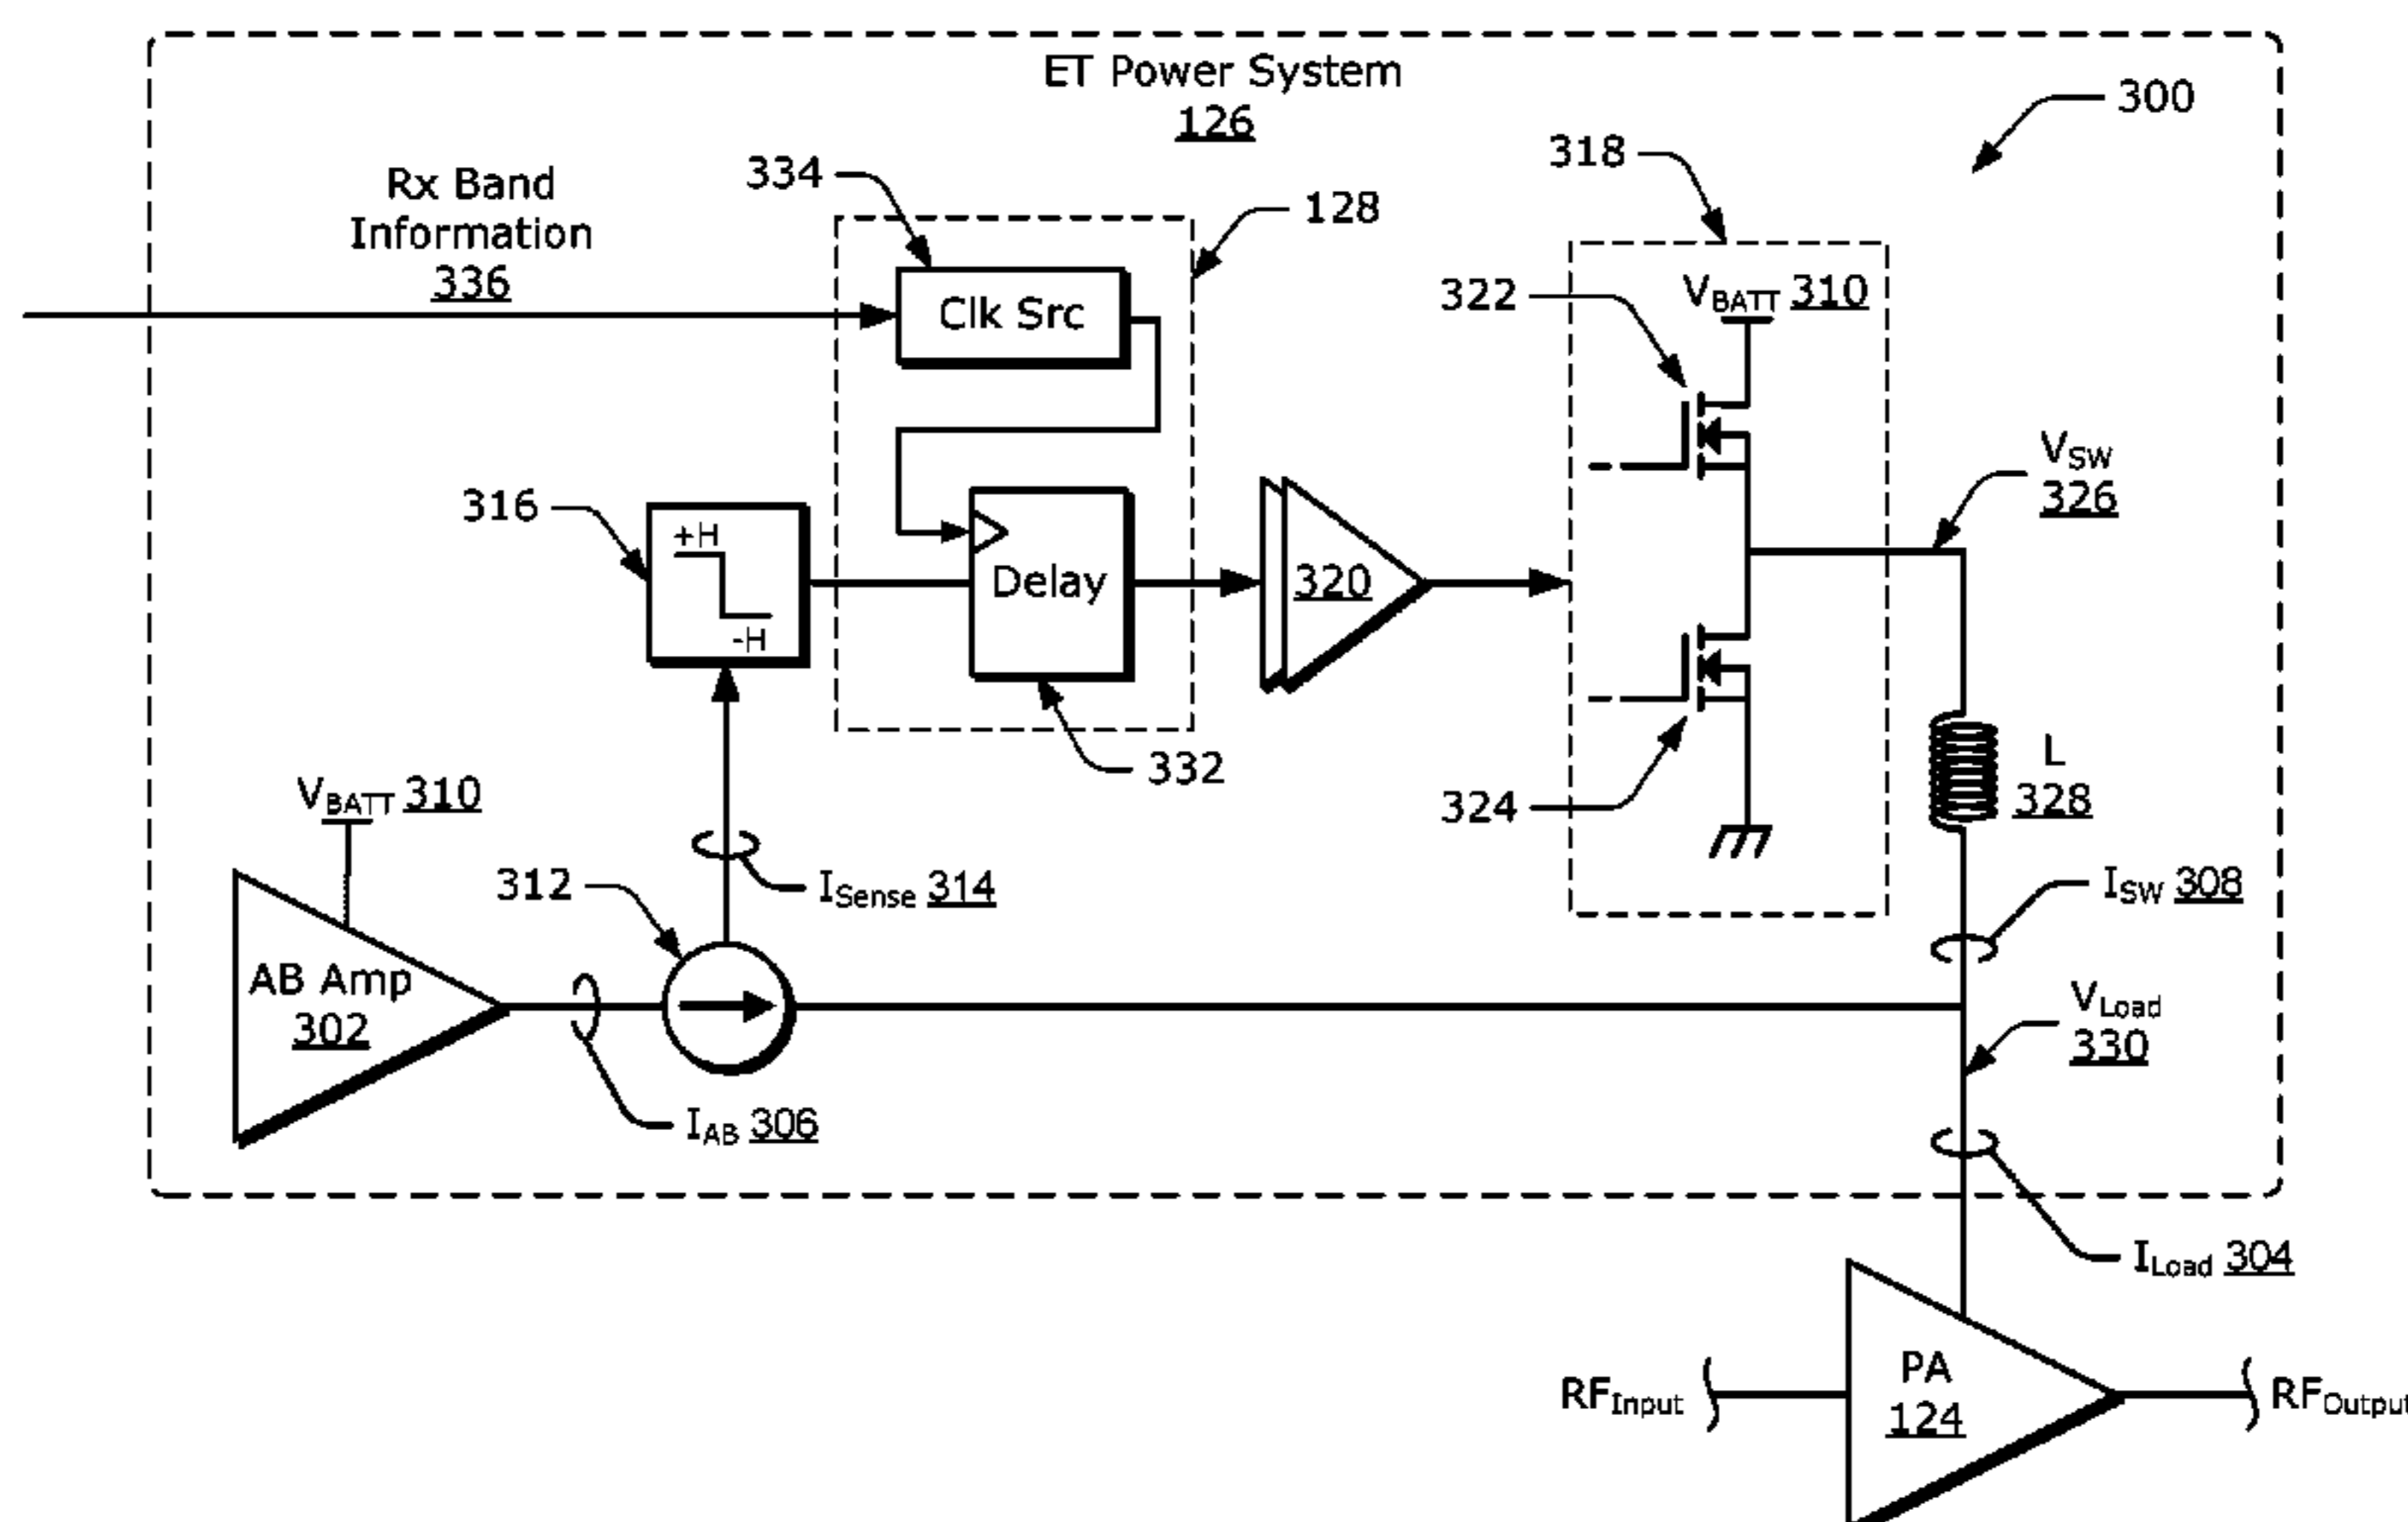 ET Power System
126
300
318
334
Rx Band
Information
336
128
Clk Src
322
VBATT 310
VSW
326
316
+H
-H
Delay
320
332
324
L
328
VBATT 310
312
ISense 314
ISW 308
AB Amp
302
VLoad
330
IAB 306
ILoad 304
PA
124
RFInput
RFOutput